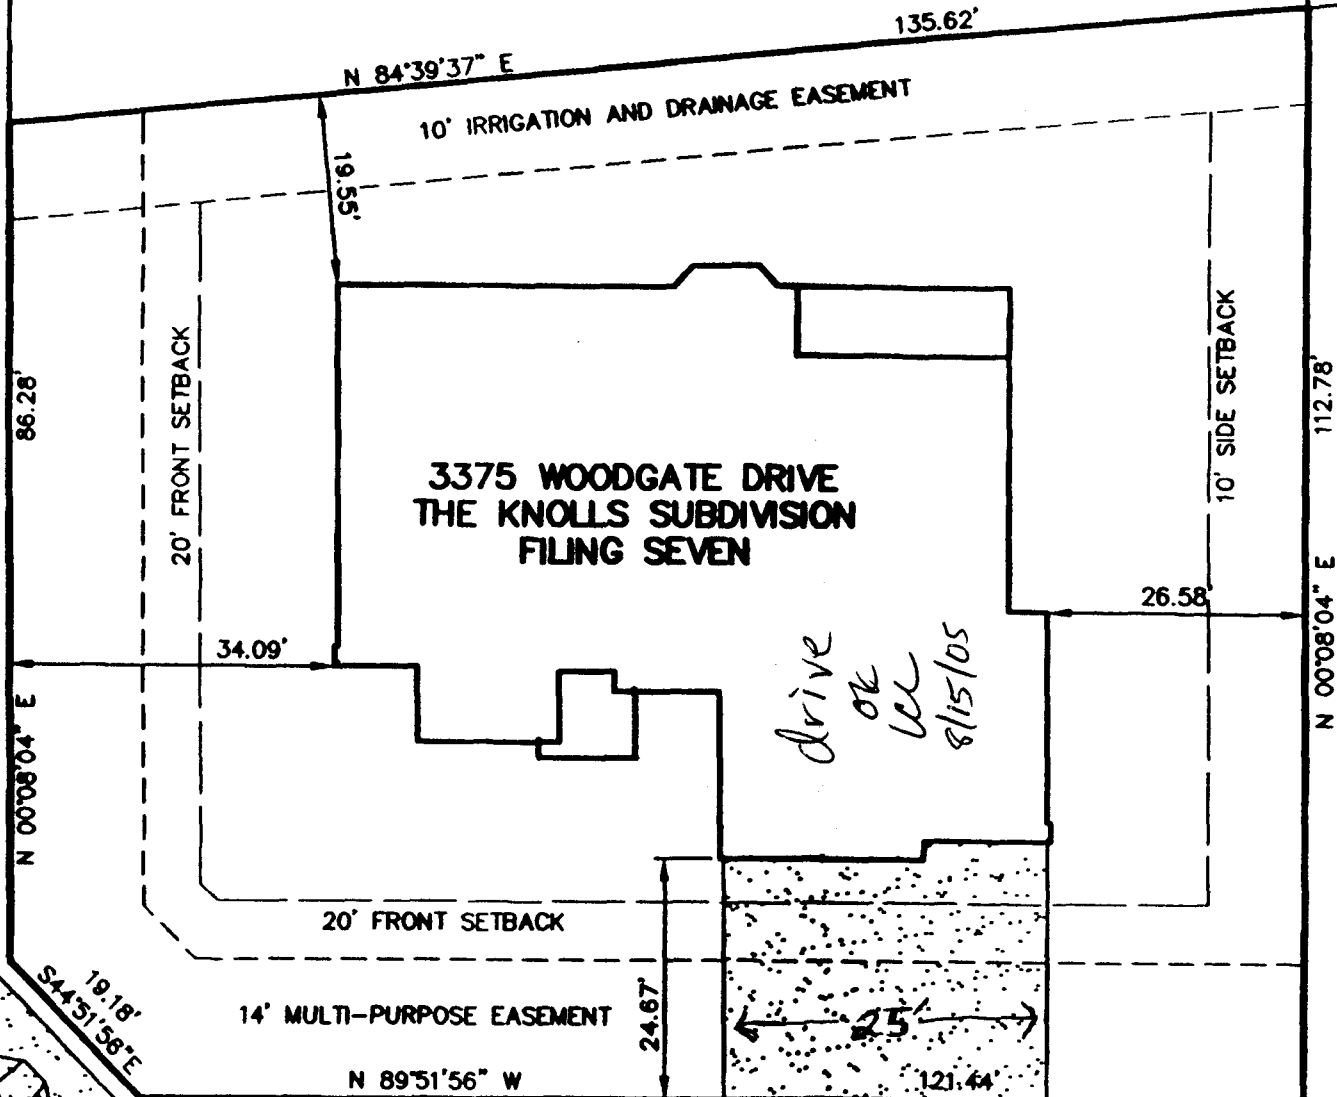 135.62'
N 84°39'37" E
10' IRRIGATION AND DRAINAGE EASEMENT
19.55'
86.28'
20' FRONT SETBACK
10' SIDE SETBACK
112.78'
3375 WOODGATE DRIVE
THE KNOLLS SUBDIVISION
FILING SEVEN
26.58'
34.09'
drive
ok
8/15/05
N 00°08'04" E
N 00°08'04" E
20' FRONT SETBACK
19.18'
S44°51'56"E
14' MULTI-PURPOSE EASEMENT
24.67'
25'
N 89°51'56" W
121.44'